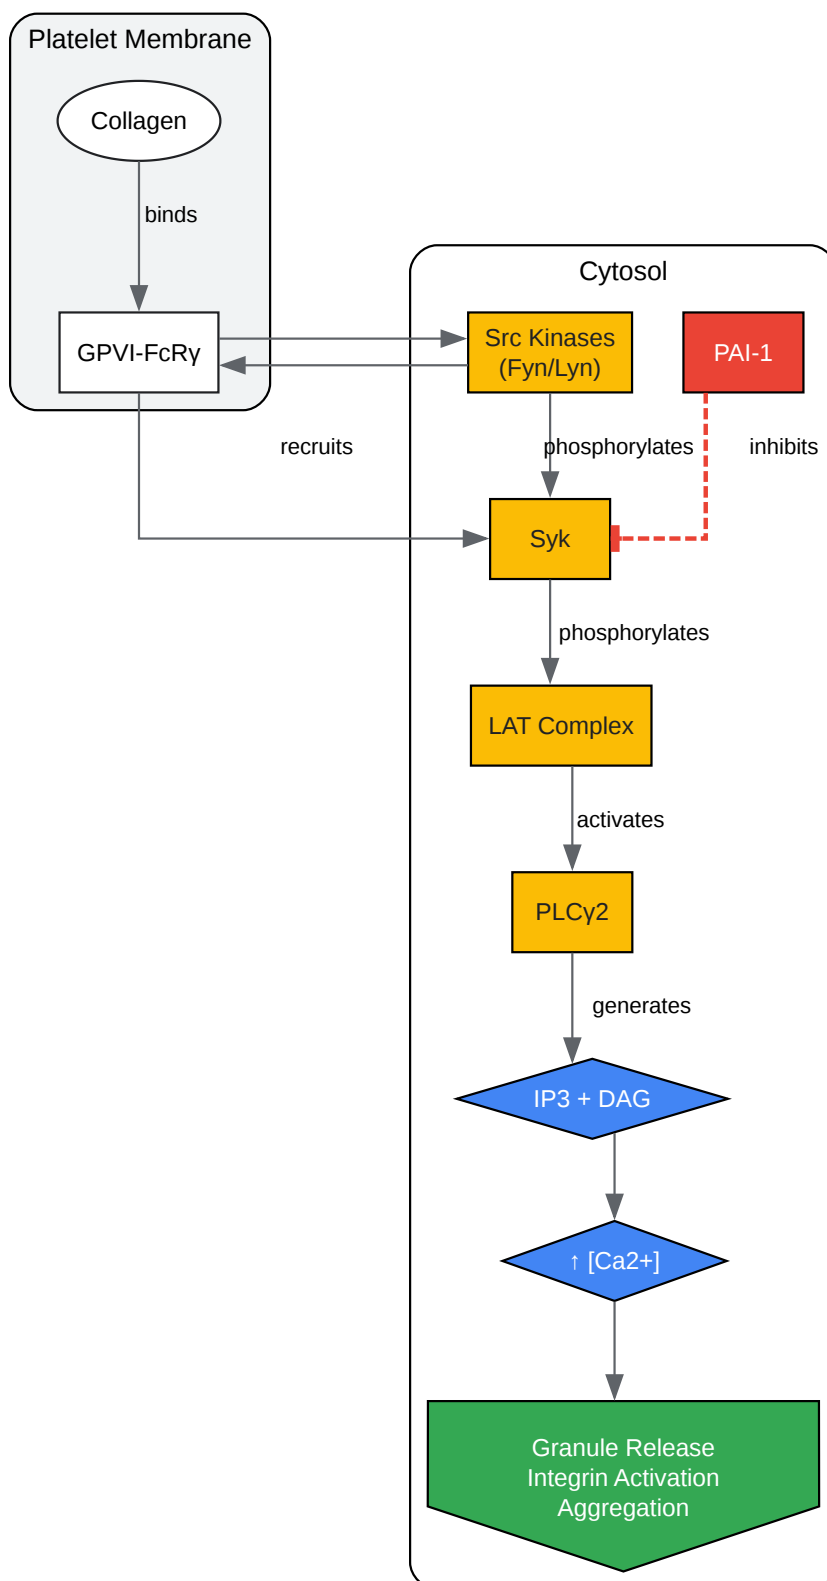 Platelet Membrane
Collagen
binds
Cytosol
GPVI-FcRγ
Src Kinases
(Fyn/Lyn)
PAI-1
recruits
phosphorylates
inhibits
Syk
phosphorylates
LAT Complex
activates
PLCγ2
generates
IP3 + DAG
↑ [Ca2+]
Granule Release
Integrin Activation
Aggregation